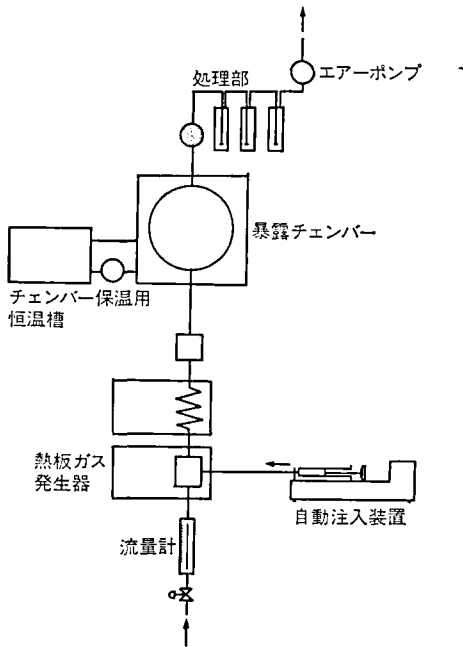 エアーポンプ
処理部
暴露チェンバー
チェンバー保温用
恒温槽
熱板ガス
発生器
自動注入装置
流量計